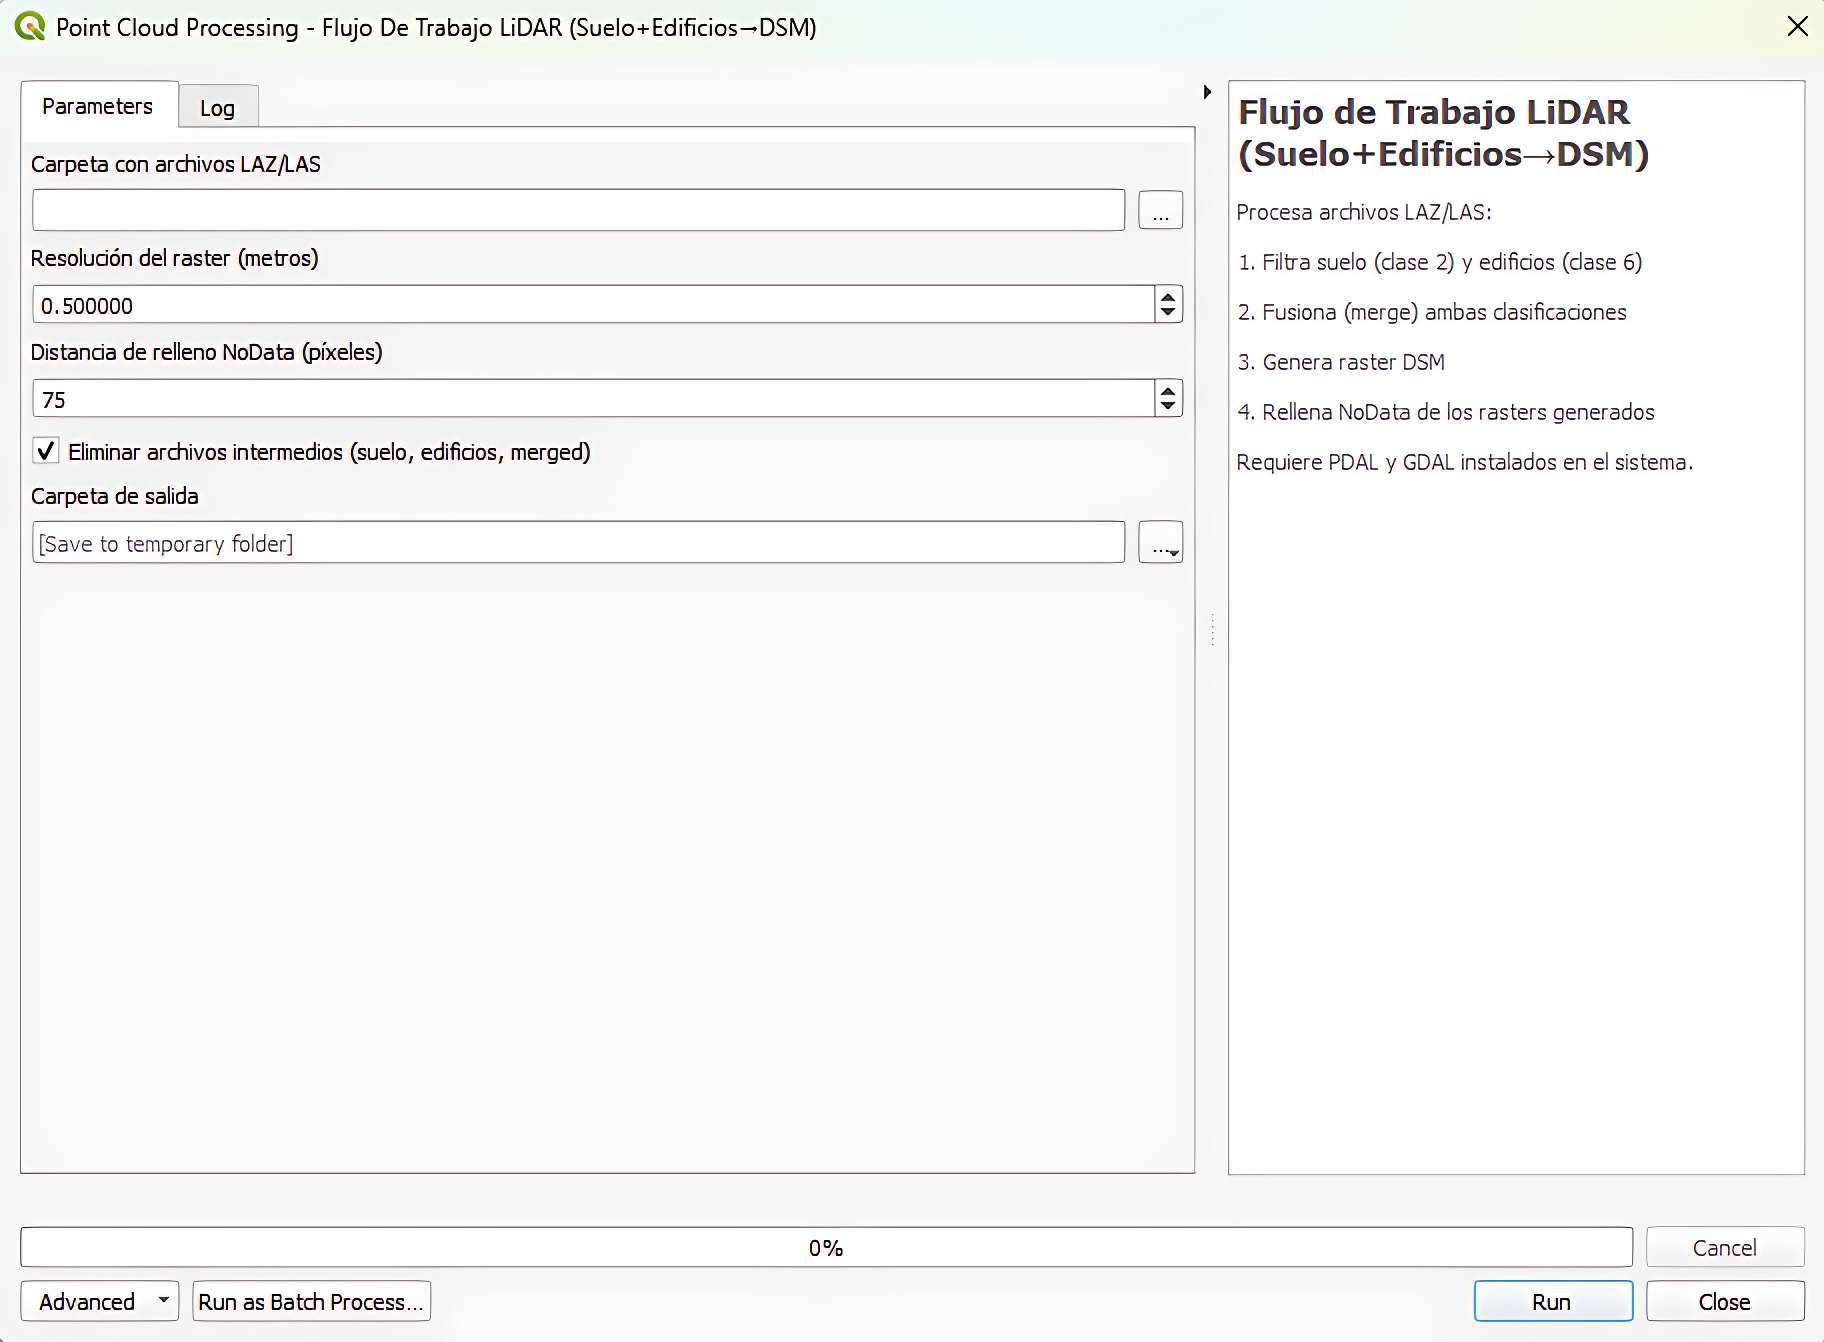 Point Cloud Processing - Flujo De Trabajo LiDAR (Suelo+Edificios→DSM)
Parameters
Log
Carpeta con archivos LAZ/LAS
...
Resolución del raster (metros)
0.500000
Distancia de relleno NoData (píxeles)
75
Eliminar archivos intermedios (suelo, edificios, merged)
Carpeta de salida
[Save to temporary folder]
...
Flujo de Trabajo LiDAR
(Suelo+Edificios→DSM)
Procesa archivos LAZ/LAS:
1. Filtra suelo (clase 2) y edificios (clase 6)
2. Fusiona (merge) ambas clasificaciones
3. Genera raster DSM
4. Rellena NoData de los rasters generados
Requiere PDAL y GDAL instalados en el sistema.
0%
Cancel
Advanced
Run as Batch Process...
Run
Close